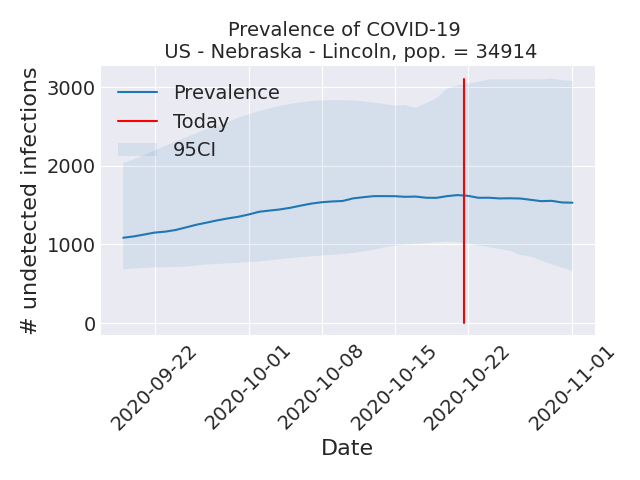 Prevalence of COVID-19
US - Nebraska - Lincoln, pop. = 34914
# undetected infections
3000
2000
1000
0
Prevalence
Today
95CI
2020-09-22
2020-10-01
2020-10-08
2020-10-15
2020-10-22
2020-11-01
Date